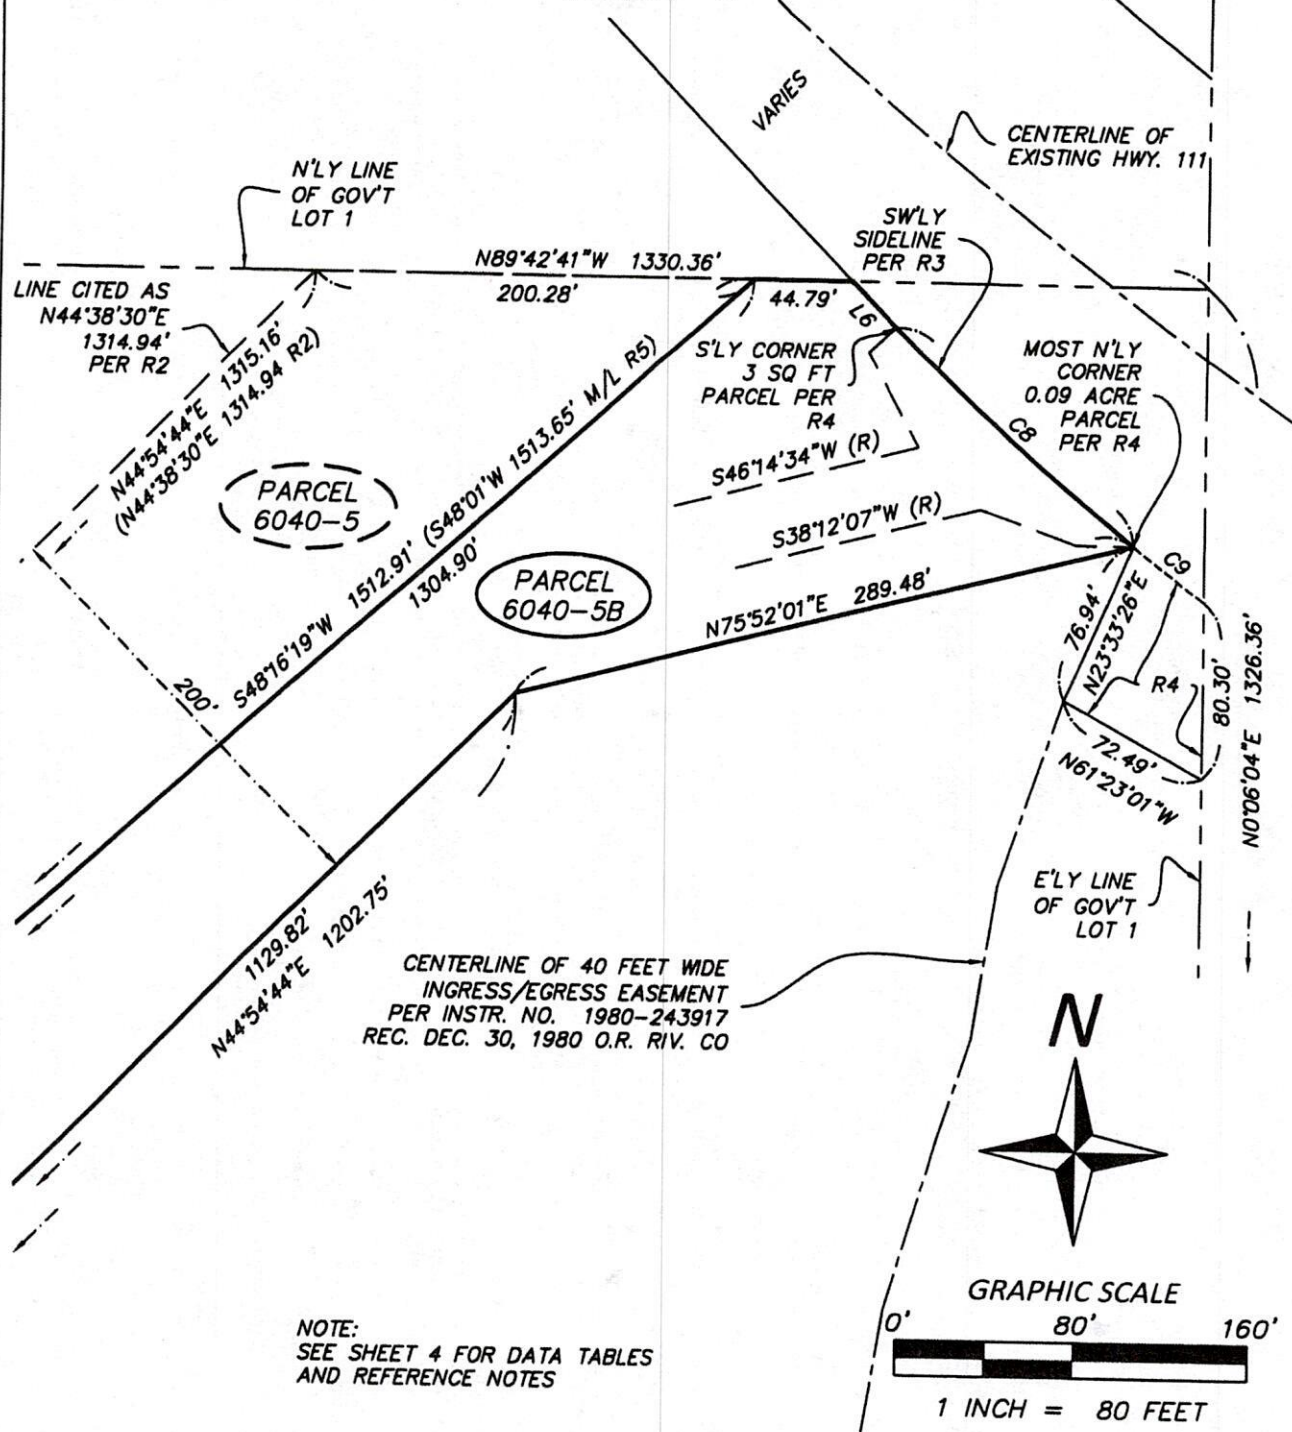 VARIES
CENTERLINE OF
EXISTING HWY. 111
N'LY LINE
OF GOV'T
LOT 1
SW'LY
SIDELINE
PER R3
N89°42'41"W 1330.36'
200.28'
44.79'
L6
LINE CITED AS
N44°38'30"E
1314.94'
PER R2
N44°54'44"E 1315.16'
(N44°38'30"E 1314.94 R2)
S'LY CORNER
3 SQ FT
PARCEL PER
R4
MOST N'LY
CORNER
0.09 ACRE
PARCEL
PER R4
C8
S46°14'34"W (R)
S38°12'07"W (R)
PARCEL
6040-5
S48°16'19"W 1512.91' (S48°01'W 1513.65' M/L R5)
1304.90'
PARCEL
6040-5B
N75°52'01"E 289.48'
C9
76.94'
N23°33'26"E
R4
80.30'
N0°06'04"E 1326.36'
72.49'
N61°23'01"W
200'
E'LY LINE
OF GOV'T
LOT 1
1129.82'
N44°54'44"E 1202.75'
CENTERLINE OF 40 FEET WIDE
INGRESS/EGRESS EASEMENT
PER INSTR. NO. 1980-243917
REC. DEC. 30, 1980 O.R. RIV. CO
N
GRAPHIC SCALE
0' 80' 160'
1 INCH = 80 FEET
NOTE:
SEE SHEET 4 FOR DATA TABLES
AND REFERENCE NOTES